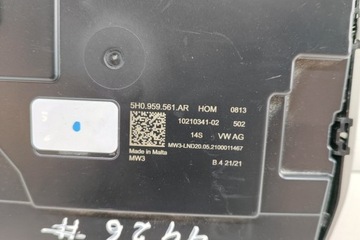 5H0.959.561.AR HOM 0813
10210341-02 502
14S VW AG
MW3-LND20.05.2100011467
Made in Malta
MW3 B 4 21/21
4426 #